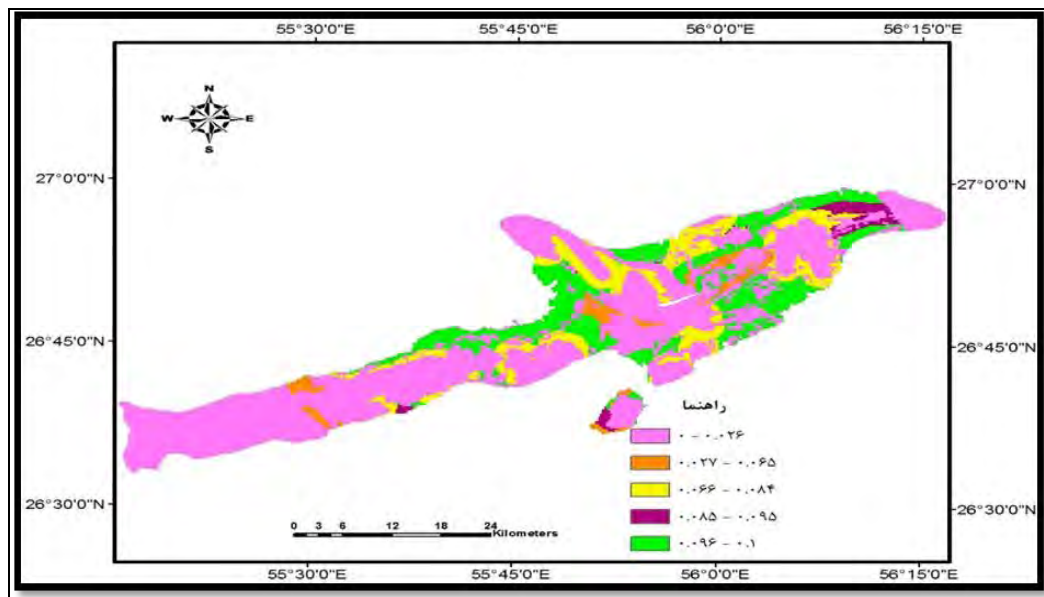 55°30'0"E 55°45'0"E 56°0'0"E 56°15'0"E
N
W E
S
27°0'0"N 27°0'0"N
26°45'0"N 26°45'0"N
راهنما
۰ - ۰.۰۲۶
۰.۰۲۷ - ۰.۰۶۵
۰.۰۶۶ - ۰.۰۸۴
۰.۰۸۵ - ۰.۰۹۵
۰.۰۹۶ - ۰.۱
26°30'0"N 26°30'0"N
0 3 6 12 18 24
Kilometers
55°30'0"E 55°45'0"E 56°0'0"E 56°15'0"E